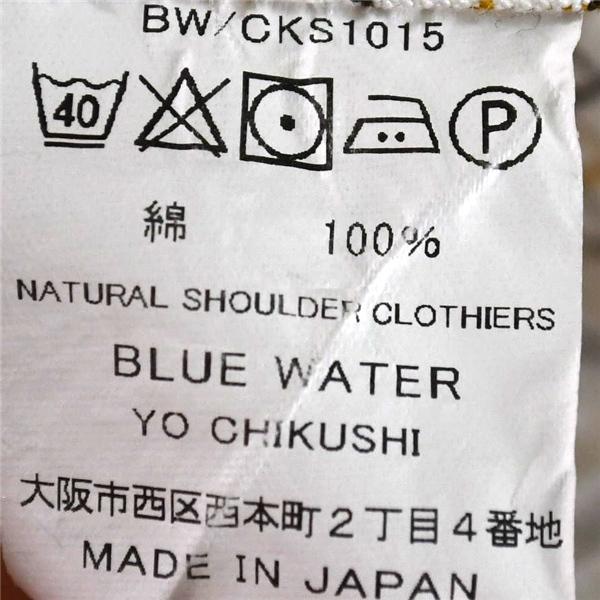 BW/CKS1015
40 P
綿 100%
NATURAL SHOULDER CLOTHIERS
BLUE WATER
YO CHIKUSHI
大阪市西区西本町2丁目4番地
MADE IN JAPAN